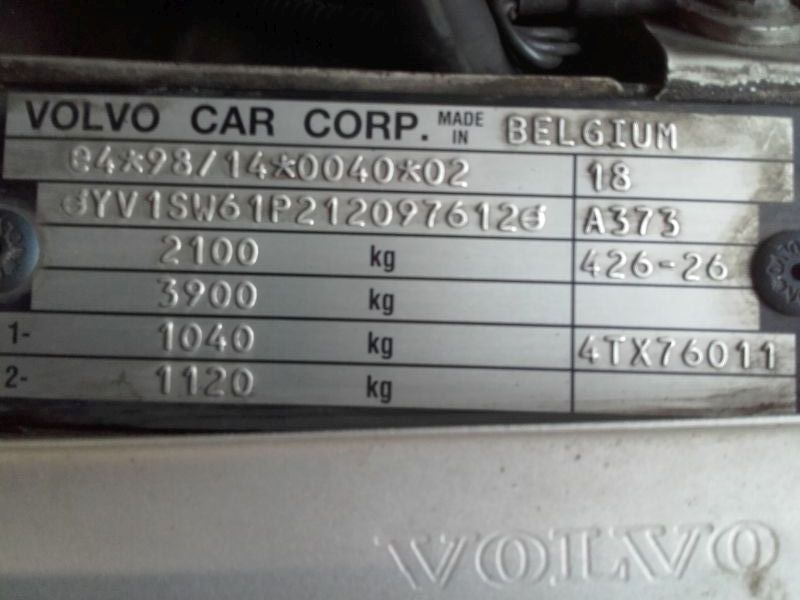 VOLVO CAR CORP. MADE IN BELGIUM
e4*98/14*0040*02 18
YV1SW61P212097612 A373
2100 kg 426-26
3900 kg
1- 1040 kg 4TX76011
2- 1120 kg
VOLVO